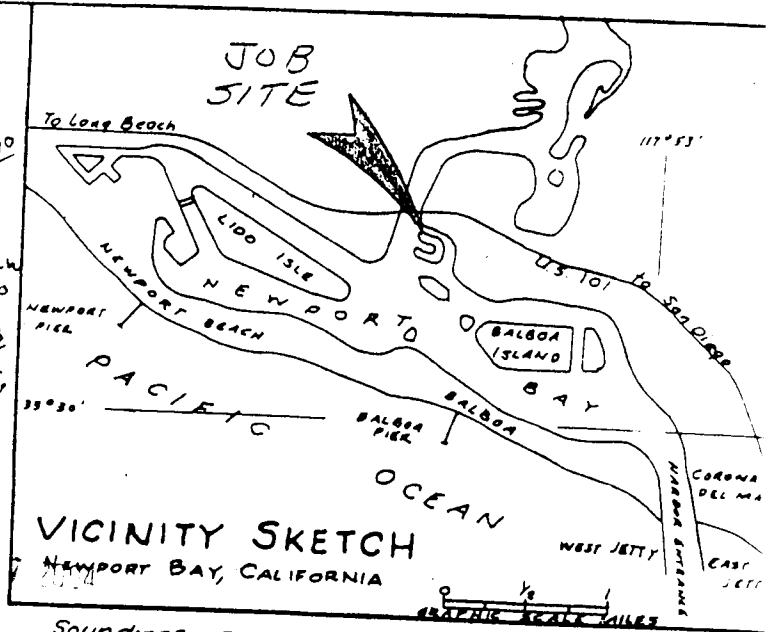 JOB
SITE
To Long Beach
117° 53'
LIDO ISLE
U.S. 101 to San Diego
NEWPORT
BAY
NEWPORT BEACH
NEWPORT
PIER
BALBOA
ISLAND
PACIFIC
OCEAN
33° 30'
BALBOA
PIER
BALBOA
CORONA
DEL MA
HARBOR ENTRANCE
WEST JETTY
EAST
JETT
VICINITY SKETCH
NEWPORT BAY, CALIFORNIA
0 1/2 1
GRAPHIC SCALE MILES